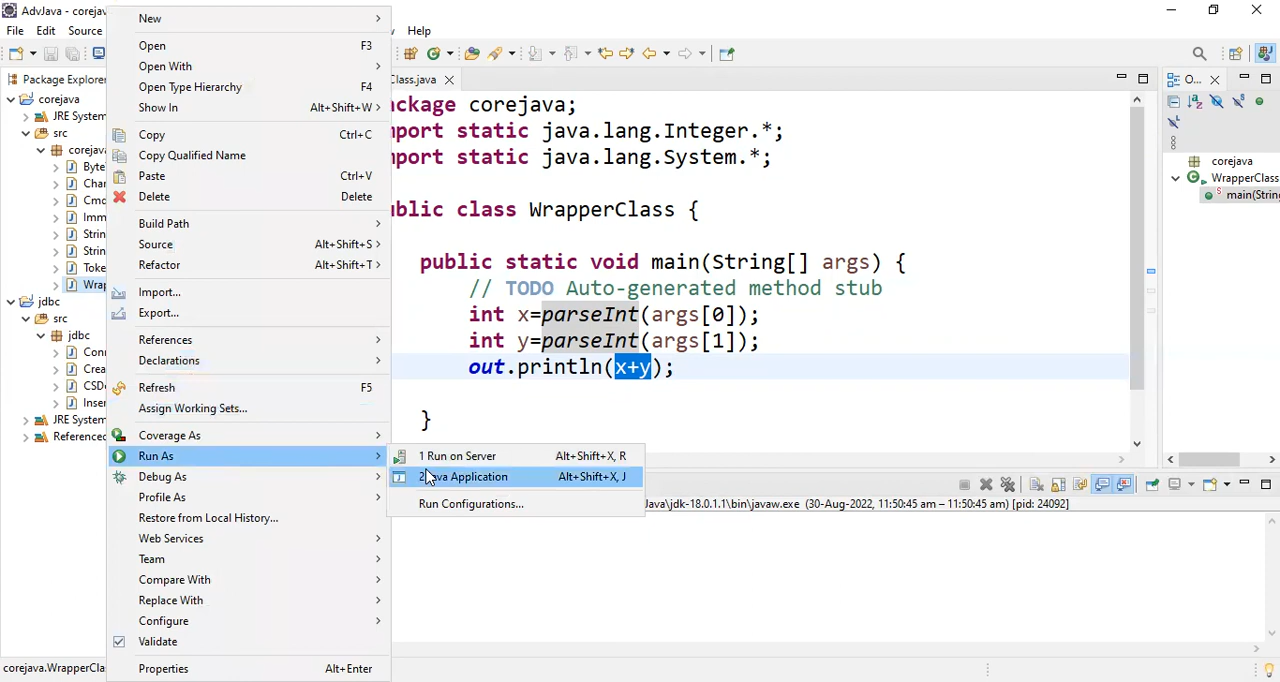 AdvJava - coreja
File Edit Source Help
Package Explorer
corejava
JRE System
src
corejava
Byte
Char
Cmd
Imm
Strin
Strin
Toke
Wrap
jdbc
src
jdbc
Conn
Crea
CSDe
Inser
JRE System
Referenced
corejava.WrapperCla
New
Open F3
Open With
Open Type Hierarchy F4
Show In Alt+Shift+W
Copy Ctrl+C
Copy Qualified Name
Paste Ctrl+V
Delete Delete
Build Path
Source Alt+Shift+S
Refactor Alt+Shift+T
Import...
Export...
References
Declarations
Refresh F5
Assign Working Sets...
Coverage As
Run As
Debug As
Profile As
Restore from Local History...
Web Services
Team
Compare With
Replace With
Configure
Validate
Properties Alt+Enter
1 Run on Server Alt+Shift+X, R
2 Java Application Alt+Shift+X, J
Run Configurations...
Class.java
ckage corejava;
port static java.lang.Integer.*;
port static java.lang.System.*;
blic class WrapperClass {
public static void main(String[] args) {
// TODO Auto-generated method stub
int x=parseInt(args[0]);
int y=parseInt(args[1]);
out.println(x+y);
}
Java\jdk-18.0.1.1\bin\javaw.exe (30-Aug-2022, 11:50:45 am – 11:50:45 am) [pid: 24092]
O...
corejava
WrapperClass
main(String